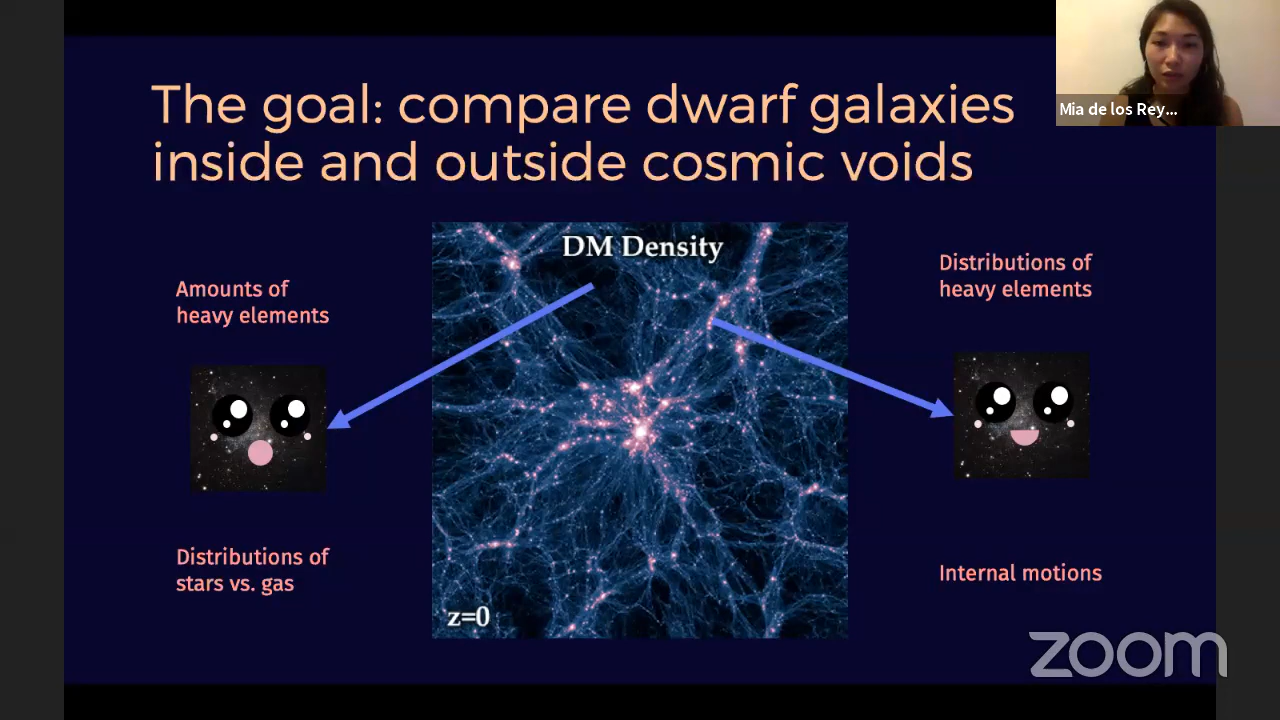 The goal: compare dwarf galaxies
inside and outside cosmic voids
Mia de los Rey...
DM Density
Amounts of
heavy elements
Distributions of
heavy elements
Distributions of
stars vs. gas
Internal motions
z=0
zoom